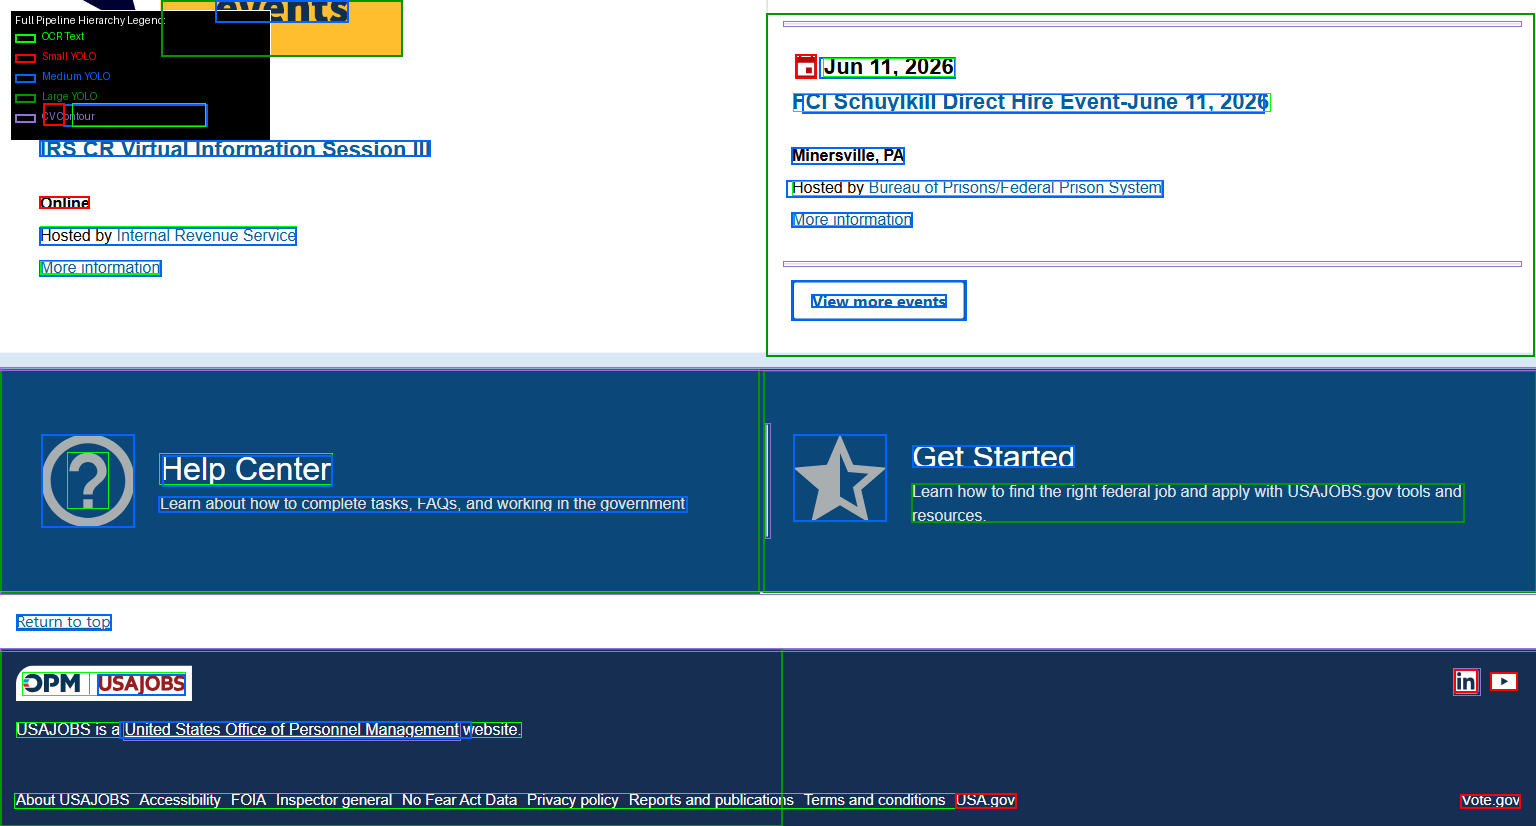 events
Full Pipeline Hierarchy Legend:
OCR Text
Small YOLO
Medium YOLO
Large YOLO
CV Contour
IRS CR Virtual Information Session III
Online
Hosted by Internal Revenue Service
More information
Jun 11, 2026
FCI Schuylkill Direct Hire Event-June 11, 2026
Minersville, PA
Hosted by Bureau of Prisons/Federal Prison System
More information
View more events
Help Center
Learn about how to complete tasks, FAQs, and working in the government
Get Started
Learn how to find the right federal job and apply with USAJOBS.gov tools and
resources.
Return to top
OPM USAJOBS
in
USAJOBS is a United States Office of Personnel Management website.
About USAJOBS Accessibility FOIA Inspector general No Fear Act Data Privacy policy Reports and publications Terms and conditions USA.gov Vote.gov